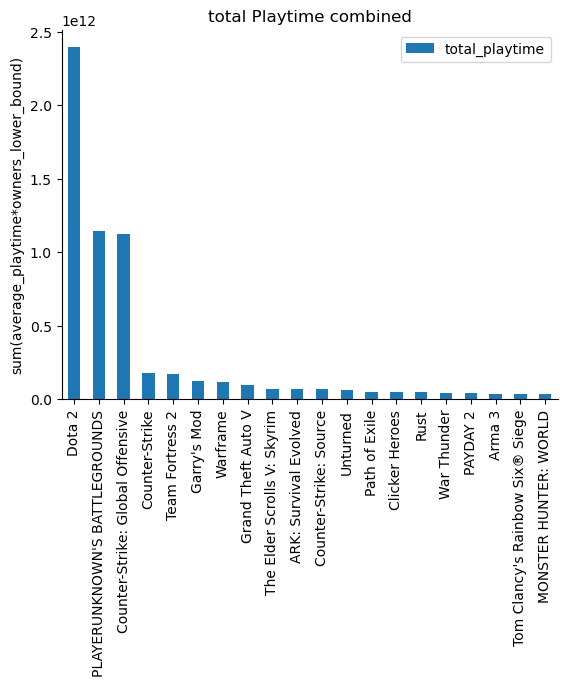 total Playtime combined
1e12
total_playtime
sum(average_playtime*owners_lower_bound)
2.5
2.0
1.5
1.0
0.5
0.0
Dota 2
PLAYERUNKNOWN'S BATTLEGROUNDS
Counter-Strike: Global Offensive
Counter-Strike
Team Fortress 2
Garry's Mod
Warframe
Grand Theft Auto V
The Elder Scrolls V: Skyrim
ARK: Survival Evolved
Counter-Strike: Source
Unturned
Path of Exile
Clicker Heroes
Rust
War Thunder
PAYDAY 2
Arma 3
Tom Clancy's Rainbow Six® Siege
MONSTER HUNTER: WORLD